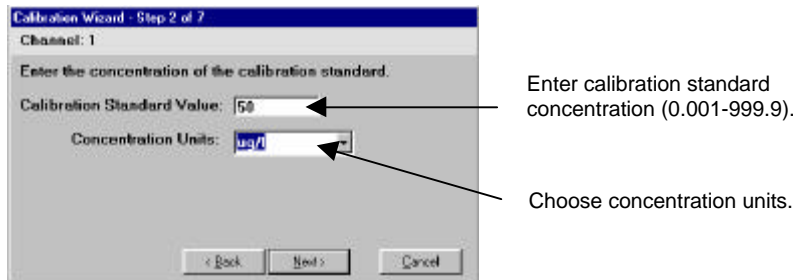 Calibration Wizard - Step 2 of 7
Channel: 1
Enter the concentration of the calibration standard.
Calibration Standard Value: 50
Concentration Units: ug/l
< Back Next > Cancel
Enter calibration standard
concentration (0.001-999.9).
Choose concentration units.